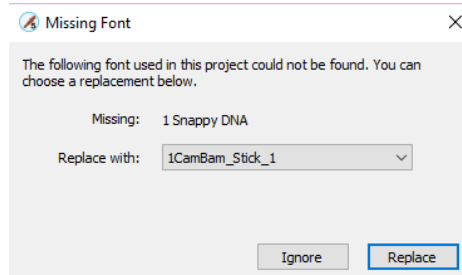 Missing Font
The following font used in this project could not be found. You can
choose a replacement below.
Missing: 1 Snappy DNA
Replace with: 1CamBam_Stick_1
Ignore Replace